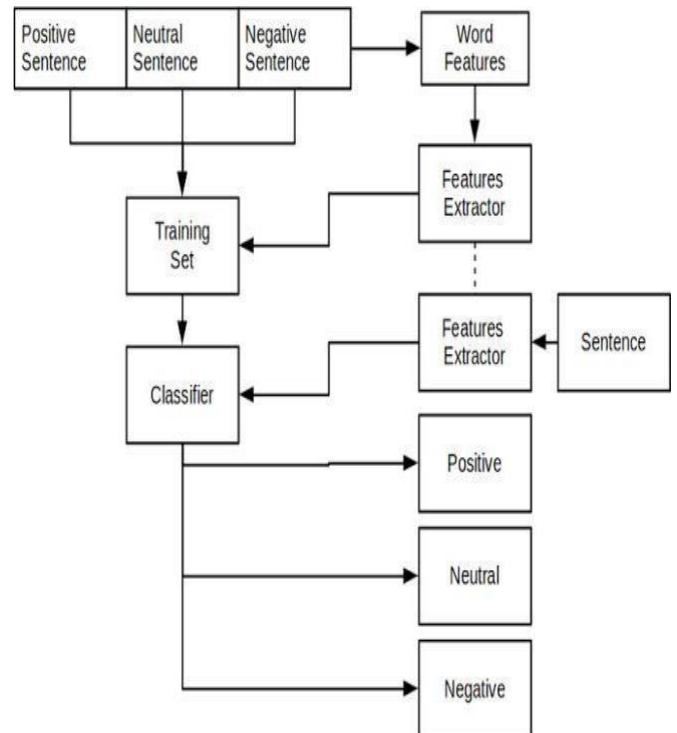 Positive
Sentence
Neutral
Sentence
Negative
Sentence
Word
Features
Features
Extractor
Training
Set
Features
Extractor
Sentence
Classifier
Positive
Neutral
Negative